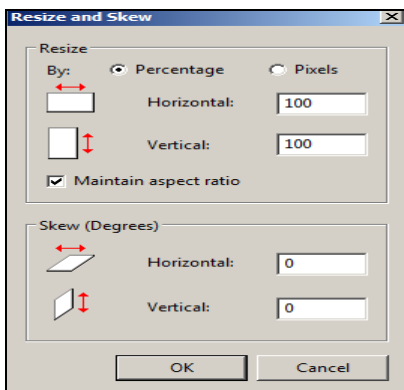 Resize and Skew
Resize
By: Percentage Pixels
Horizontal: 100
Vertical: 100
Maintain aspect ratio
Skew (Degrees)
Horizontal: 0
Vertical: 0
OK Cancel